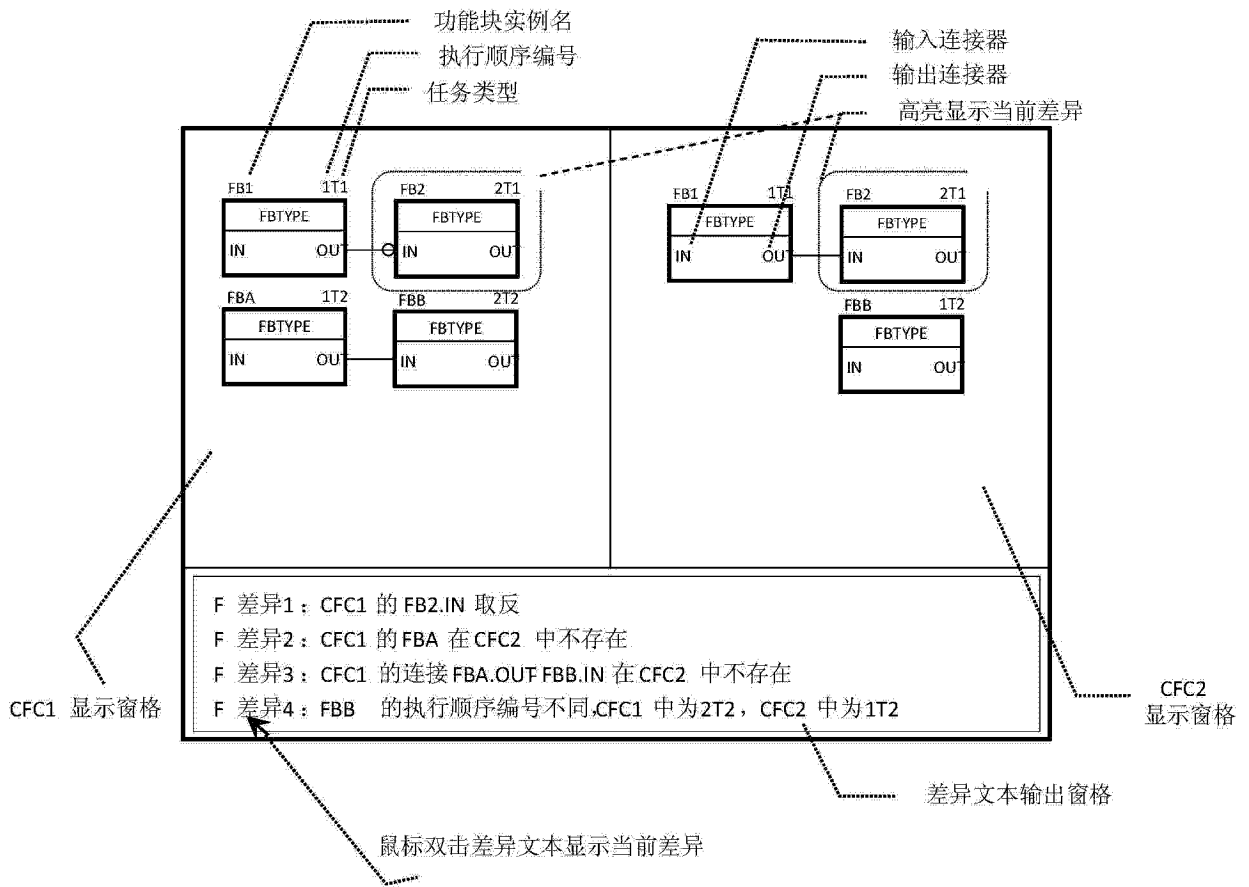 功能块实例名
执行顺序编号
任务类型
输入连接器
输出连接器
高亮显示当前差异
FB1 1T1 FB2 2T1
FBTYPE FBTYPE
IN OUT IN OUT
FBA 1T2 FBB 2T2
FBTYPE FBTYPE
IN OUT IN OUT
FB1 1T1 FB2 2T1
FBTYPE FBTYPE
IN OUT IN OUT
FBB 1T2
FBTYPE
IN OUT
F 差异1：CFC1 的 FB2.IN 取反
F 差异2：CFC1 的 FBA 在 CFC2 中不存在
F 差异3：CFC1 的连接 FBA.OUT FBB.IN 在 CFC2 中不存在
F 差异4：FBB 的执行顺序编号不同,CFC1 中为2T2，CFC2 中为1T2
CFC1 显示窗格
CFC2
显示窗格
差异文本输出窗格
鼠标双击差异文本显示当前差异